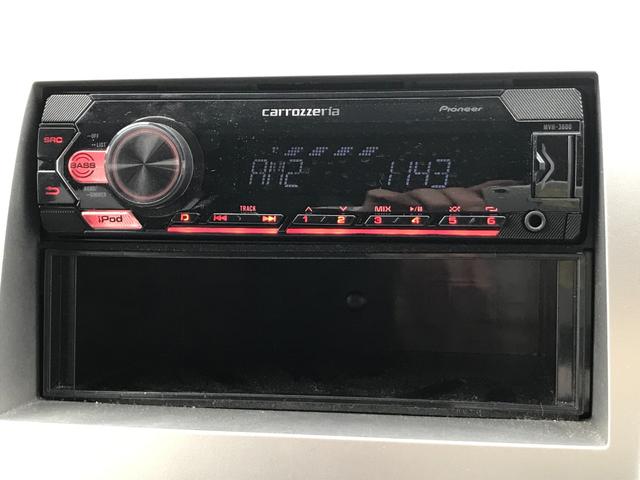 carrozzeria
Pioneer
MVH-3600
SRC
OFF
LIST
BASS
iPod
AM2 1143
D TRACK MIX
1 2 3 4 5 6